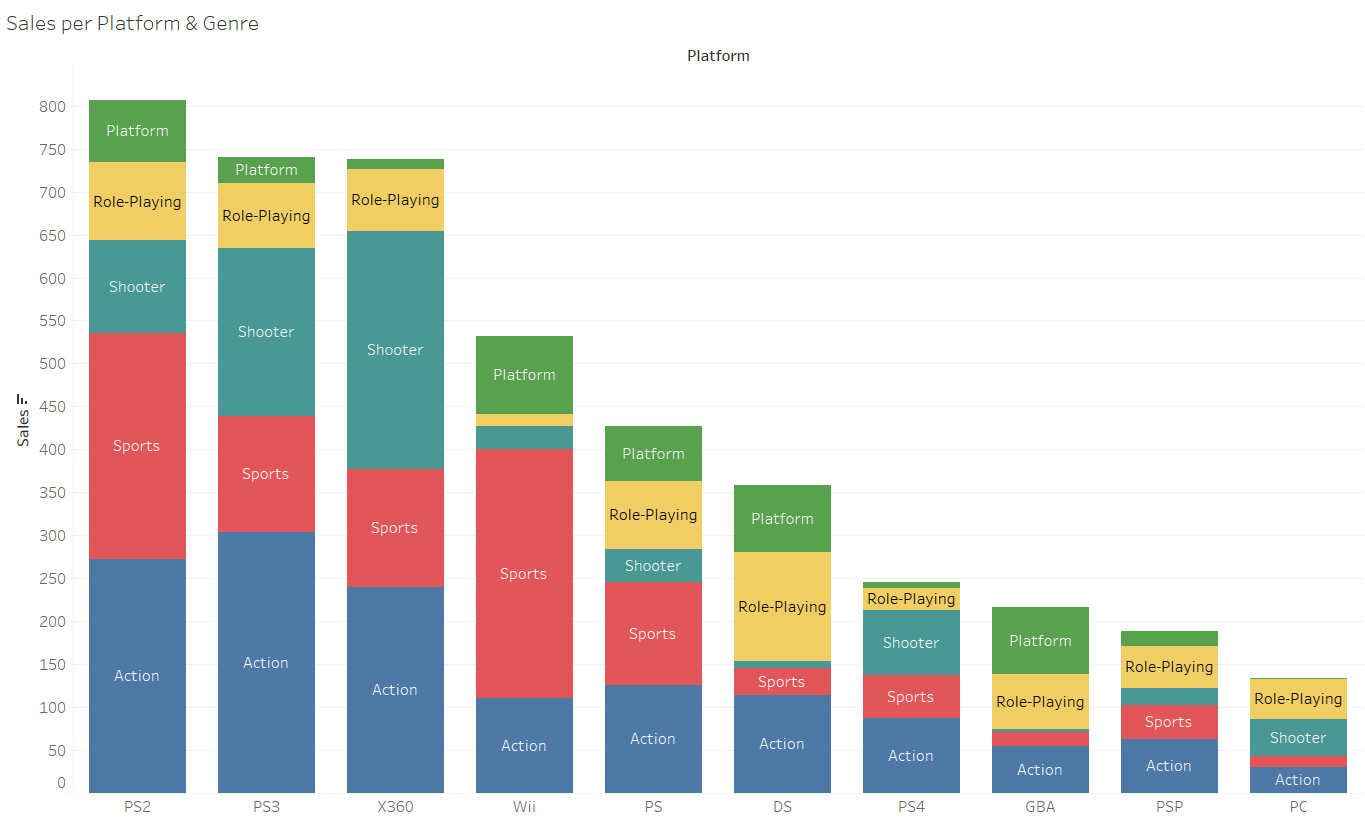 Sales per Platform & Genre
Platform
Sales
800
750
700
650
600
550
500
450
400
350
300
250
200
150
100
50
0
Platform
Role-Playing
Shooter
Sports
Action
Platform
Role-Playing
Shooter
Sports
Action
Role-Playing
Shooter
Sports
Action
Platform
Sports
Action
Platform
Role-Playing
Shooter
Sports
Action
Platform
Role-Playing
Sports
Action
Role-Playing
Shooter
Sports
Action
Platform
Role-Playing
Action
Role-Playing
Sports
Action
Role-Playing
Shooter
Action
PS2 PS3 X360 Wii PS DS PS4 GBA PSP PC